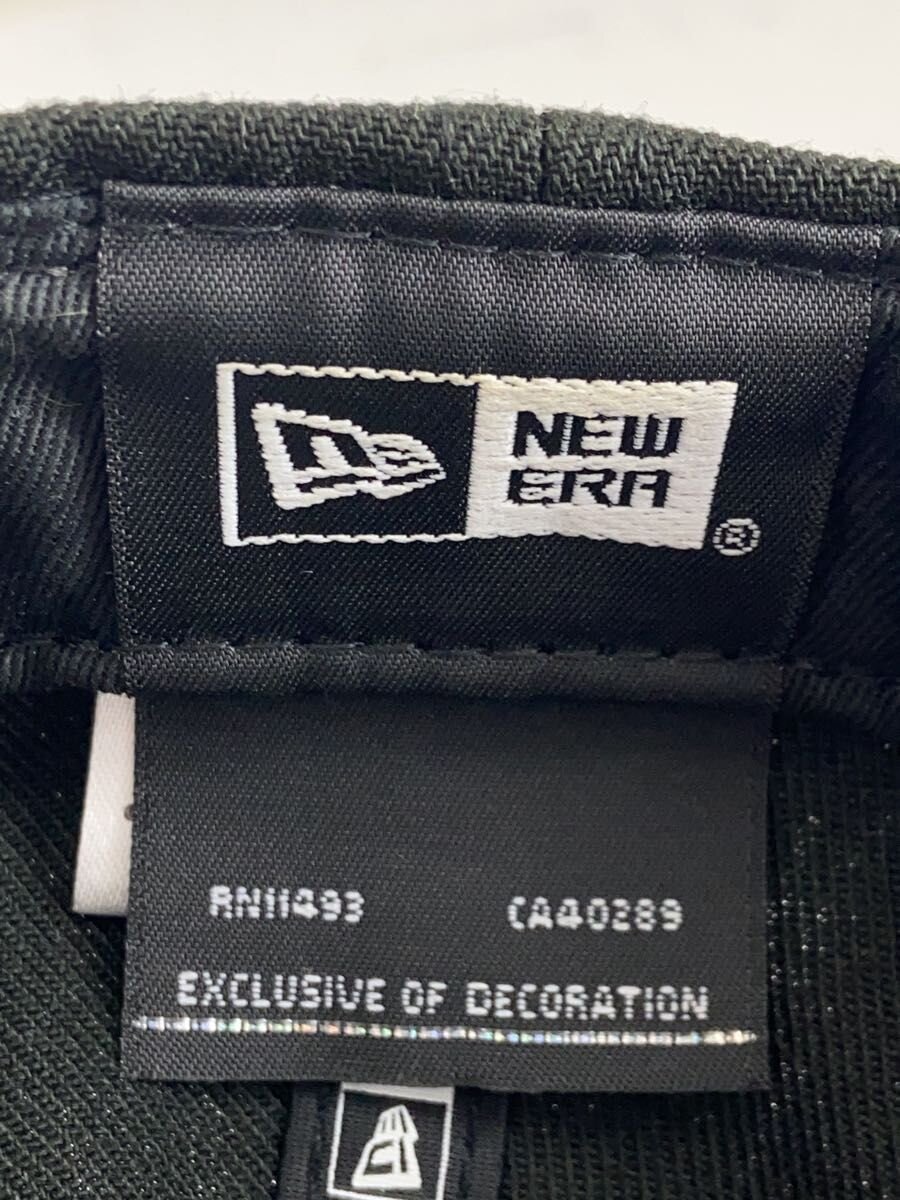 NEW
ERA
®
RN11493 CA40289
EXCLUSIVE OF DECORATION